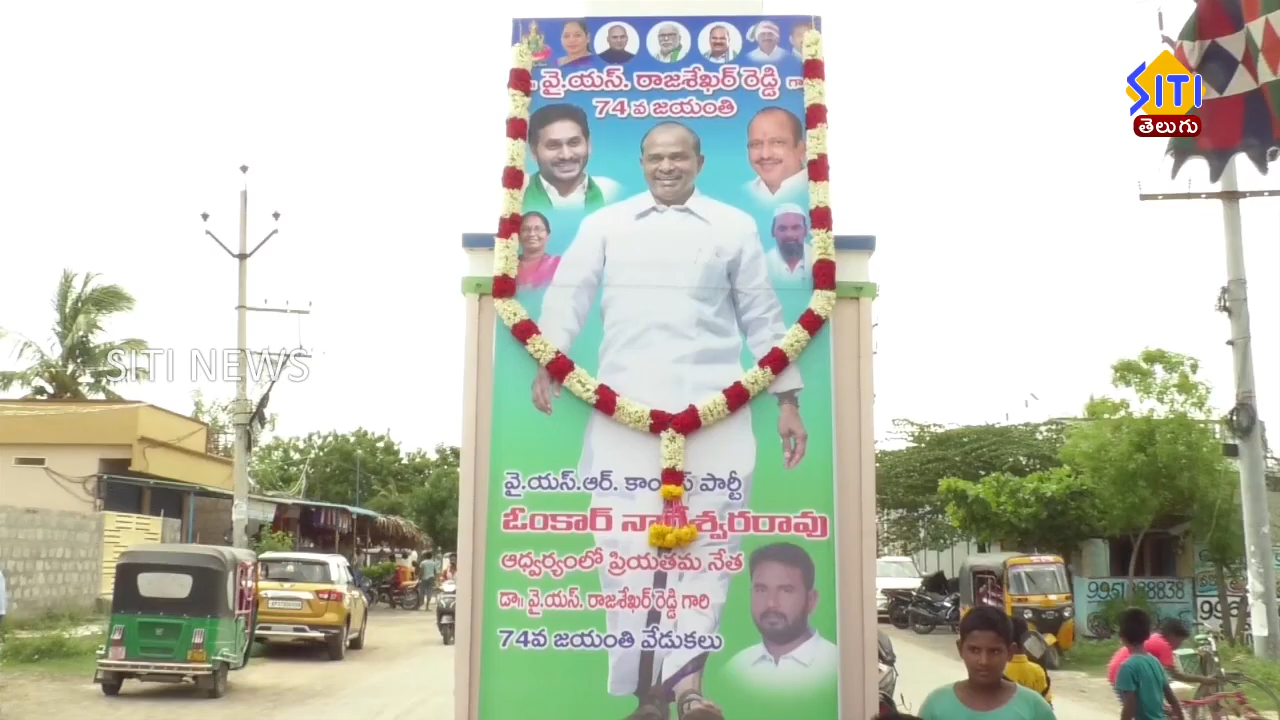 SITI
తెలుగు
వై.యస్. రాజశేఖర్ రెడ్డి గా
74 వ జయంతి
SITI NEWS
వై.యస్.ఆర్. పార్టీ
ఓంకార్ నాగేశ్వరరావు
ఆధ్వర్యంలో ప్రియతమ నేత
డా॥ వై.యస్. రాజశేఖర్ రెడ్డి గారి
74వ జయంతి వేడుకలు